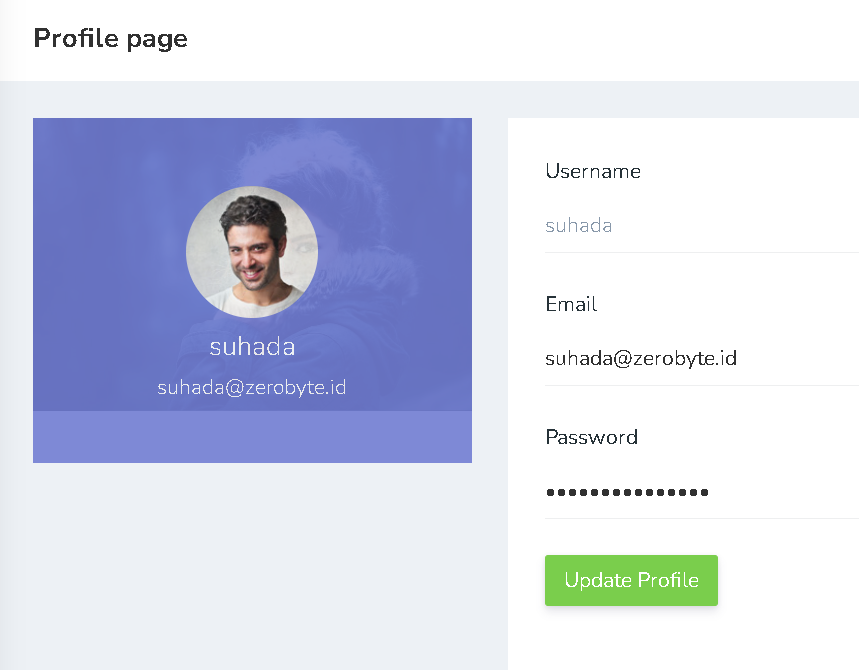 Profile page
suhada
suhada@zerobyte.id
Username
suhada
Email
suhada@zerobyte.id
Password
•••••••••••••••
Update Profile